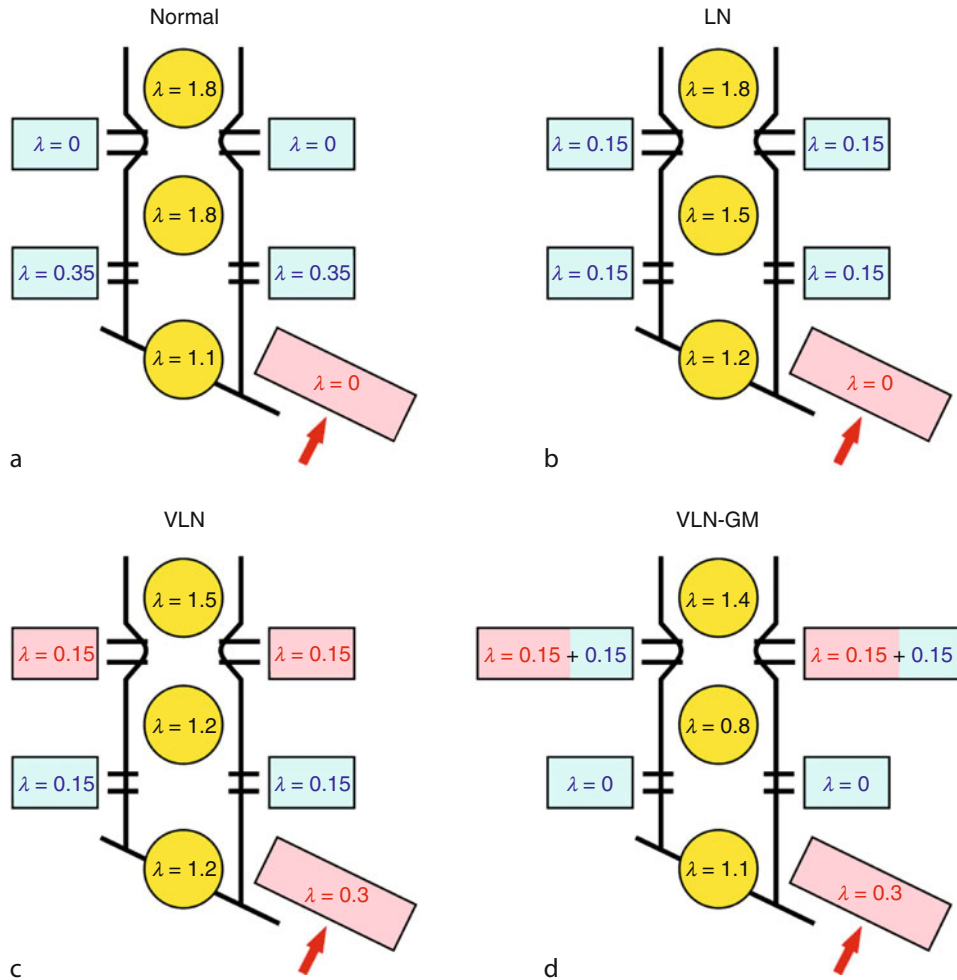 Normal
λ = 1.8
λ = 0
λ = 0
λ = 1.8
λ = 0.35
λ = 0.35
λ = 1.1
λ = 0
a
LN
λ = 1.8
λ = 0.15
λ = 0.15
λ = 1.5
λ = 0.15
λ = 0.15
λ = 1.2
λ = 0
b
VLN
λ = 1.5
λ = 0.15
λ = 0.15
λ = 1.2
λ = 0.15
λ = 0.15
λ = 1.2
λ = 0.3
c
VLN-GM
λ = 1.4
λ = 0.15 + 0.15
λ = 0.15 + 0.15
λ = 0.8
λ = 0
λ = 0
λ = 1.1
λ = 0.3
d